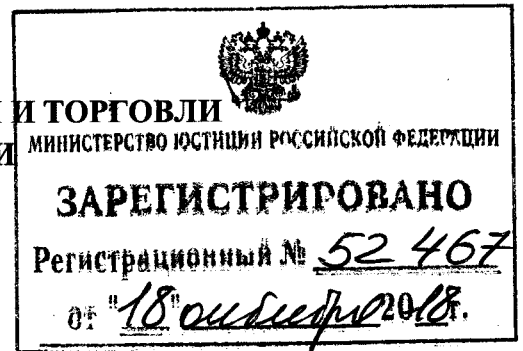 И ТОРГОВЛИ
И
МИНИСТЕРСТВО ЮСТИЦИИ РОССИЙСКОЙ ФЕДЕРАЦИИ
ЗАРЕГИСТРИРОВАНО
Регистрационный № 52 467
от "18" октября 2018г.